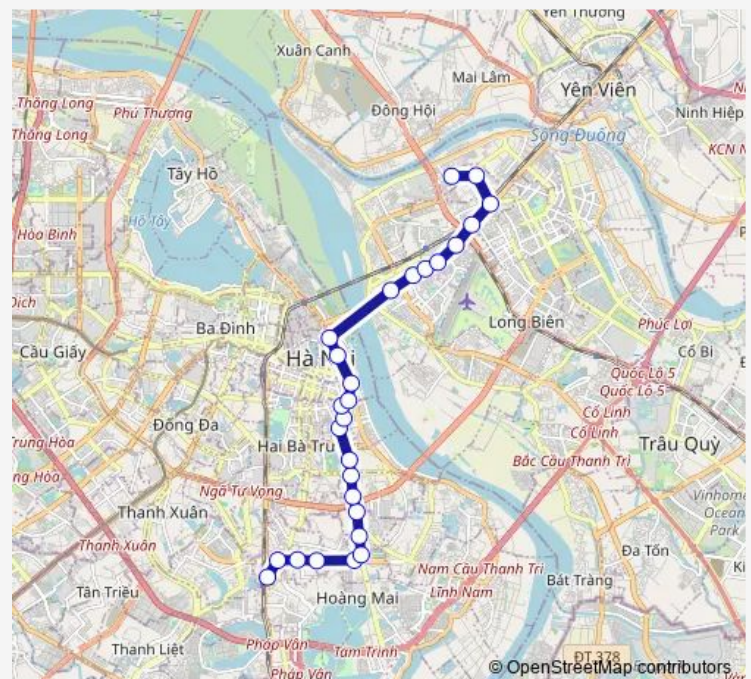 Yên Thường
Xuân Canh
Mai Lâm
Yên Viên
Thăng Long
Phú Thượng
Đông Hội
Ninh Hiệp
Thăng Long
Sông Đuống
KCN N
Tây Hồ
Hồ Tây
Hòa Bình
Dịch
Ba Đình
Long Biên
Phúc Lợi
Cầu Giấy
Hà Nội
Cổ Bi
Quốc Lộ 5
Quốc Lộ 5
Cổ Linh
Trung Hòa
Đống Đa
Cổ Linh
Hai Bà Trư
Trâu Quỳ
ng Hòa
Bắc Cầu Thanh Trì
Ngã Tư Vọng
Vinhome
Ocean
Park
Thanh Xuân
Thanh Xuân
Đa Tốn
Nam Cầu Thanh Trì
Ki
Tân Triều
Hoàng Mai
Lĩnh Nam
Bát Tràng
Thanh Liệt
Pháp Vân
Tam Trinh
ĐT.378
Pháp Vân
© OpenStreetMap contributors